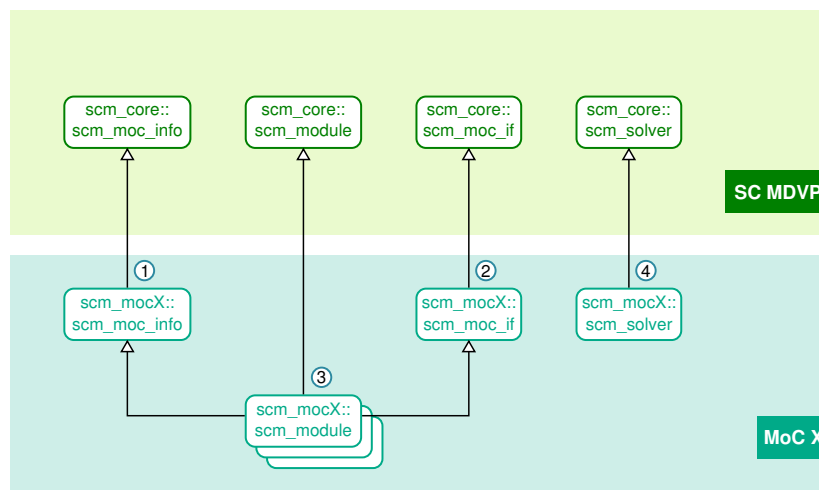 scm_core::
scm_moc_info
scm_core::
scm_module
scm_core::
scm_moc_if
scm_core::
scm_solver
SC MDVP
1
2
4
scm_mocX::
scm_moc_info
scm_mocX::
scm_moc_if
scm_mocX::
scm_solver
3
scm_mocX::
scm_module
MoC X